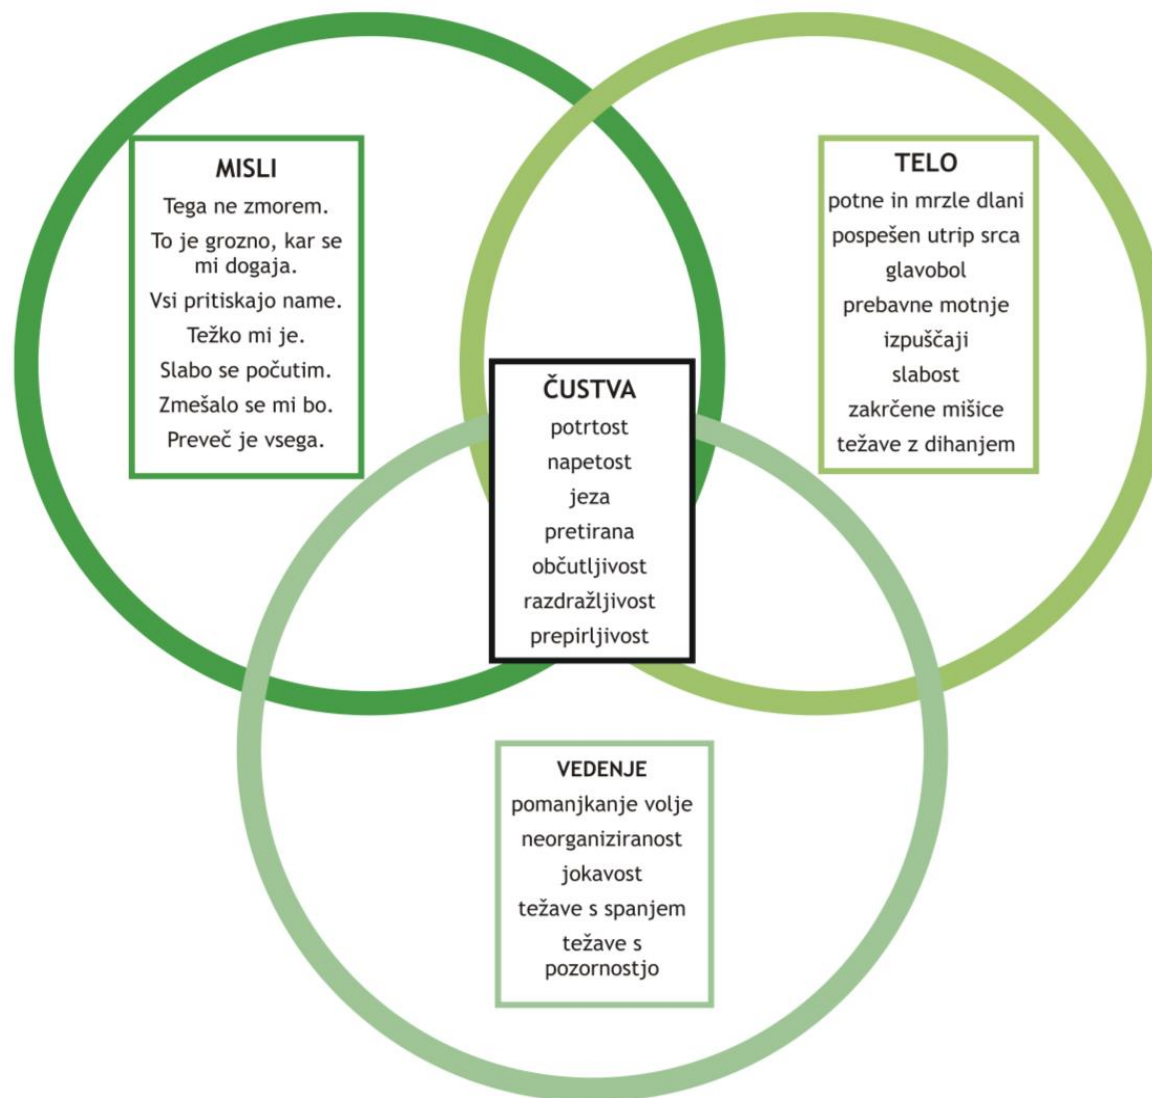 MISLI
Tega ne zmorem.
To je grozno, kar se
mi dogaja.
Vsi pritiskajo name.
Težko mi je.
Slabo se počutim.
Zmešalo se mi bo.
Preveč je vsega.
TELO
potne in mrzle dlani
pospešen utrip srca
glavobol
prebavne motnje
izpuščaji
slabost
zakrčene mišice
težave z dihanjem
ČUSTVA
potrtost
napetost
jeza
pretirana
občutljivost
razdražljivost
prepirljivost
VEDENJE
pomanjkanje volje
neorganiziranost
jokavost
težave s spanjem
težave s
pozornostjo